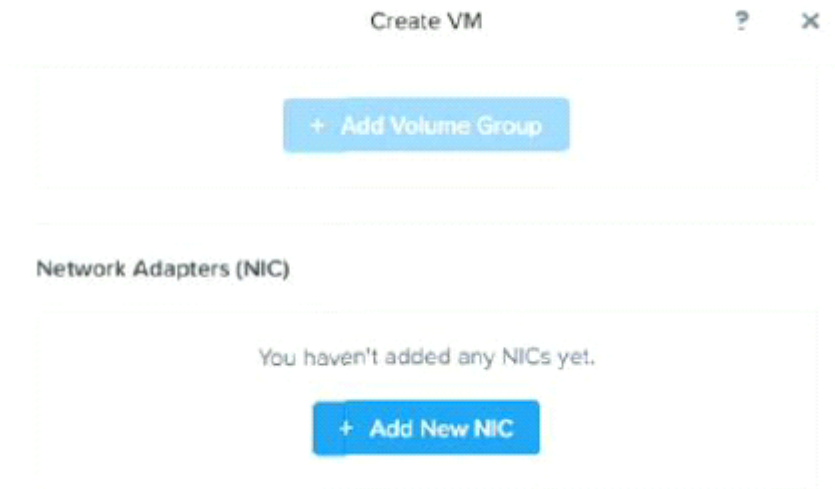 Create VM ? ×
+ Add Volume Group
Network Adapters (NIC)
You haven't added any NICs yet.
+ Add New NIC